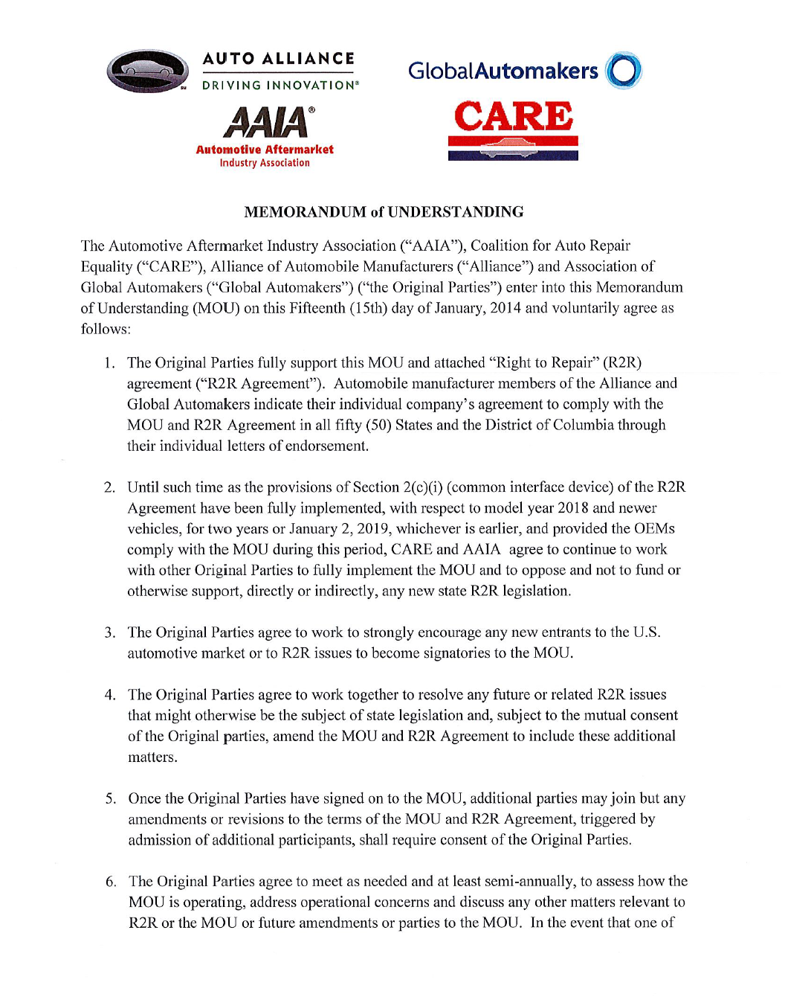 AUTO ALLIANCE
DRIVING INNOVATION®
GlobalAutomakers
AAIA®
Automotive Aftermarket
Industry Association
CARE
MEMORANDUM of UNDERSTANDING
The Automotive Aftermarket Industry Association (“AAIA”), Coalition for Auto Repair
Equality (“CARE”), Alliance of Automobile Manufacturers (“Alliance”) and Association of
Global Automakers (“Global Automakers”) (“the Original Parties”) enter into this Memorandum
of Understanding (MOU) on this Fifteenth (15th) day of January, 2014 and voluntarily agree as
follows:
1. The Original Parties fully support this MOU and attached “Right to Repair” (R2R)
agreement (“R2R Agreement”). Automobile manufacturer members of the Alliance and
Global Automakers indicate their individual company’s agreement to comply with the
MOU and R2R Agreement in all fifty (50) States and the District of Columbia through
their individual letters of endorsement.
2. Until such time as the provisions of Section 2(c)(i) (common interface device) of the R2R
Agreement have been fully implemented, with respect to model year 2018 and newer
vehicles, for two years or January 2, 2019, whichever is earlier, and provided the OEMs
comply with the MOU during this period, CARE and AAIA agree to continue to work
with other Original Parties to fully implement the MOU and to oppose and not to fund or
otherwise support, directly or indirectly, any new state R2R legislation.
3. The Original Parties agree to work to strongly encourage any new entrants to the U.S.
automotive market or to R2R issues to become signatories to the MOU.
4. The Original Parties agree to work together to resolve any future or related R2R issues
that might otherwise be the subject of state legislation and, subject to the mutual consent
of the Original parties, amend the MOU and R2R Agreement to include these additional
matters.
5. Once the Original Parties have signed on to the MOU, additional parties may join but any
amendments or revisions to the terms of the MOU and R2R Agreement, triggered by
admission of additional participants, shall require consent of the Original Parties.
6. The Original Parties agree to meet as needed and at least semi-annually, to assess how the
MOU is operating, address operational concerns and discuss any other matters relevant to
R2R or the MOU or future amendments or parties to the MOU. In the event that one of